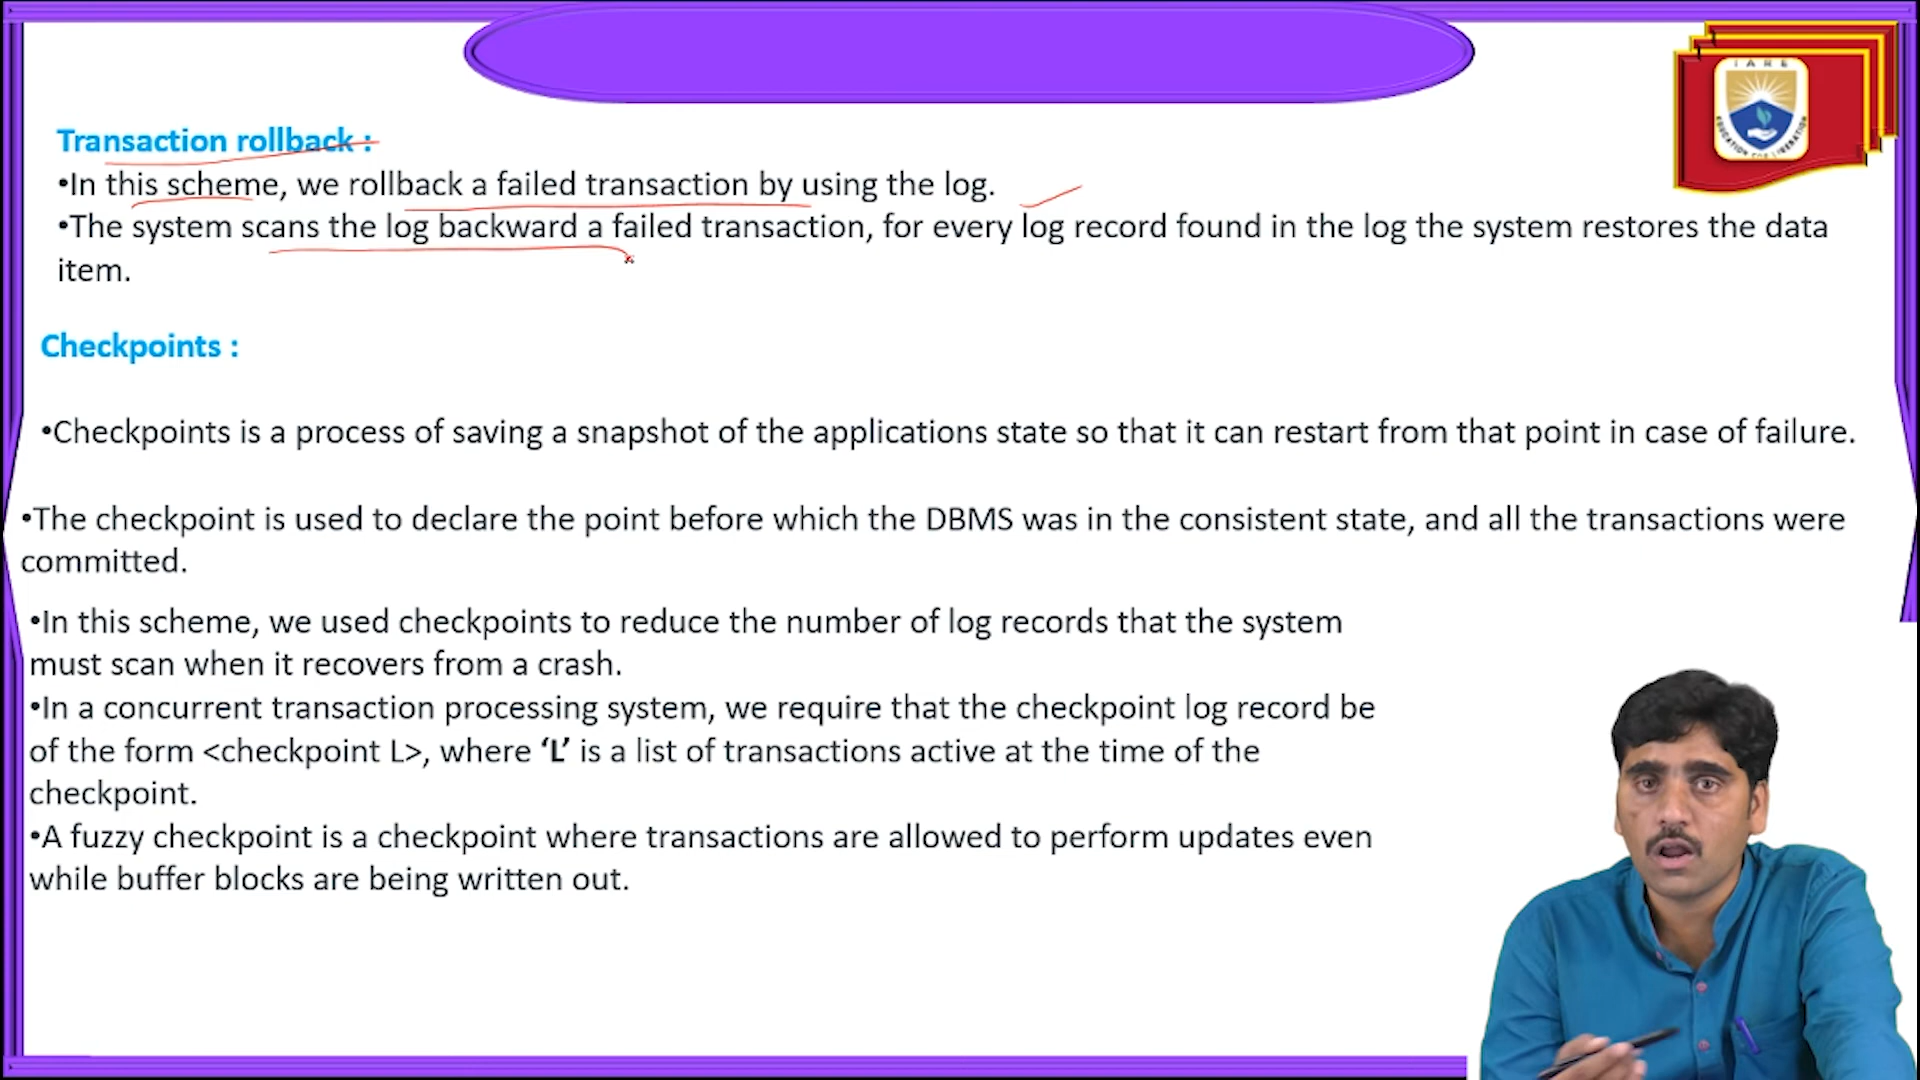 I A R E
EDUCATION FOR LIBERATION
Transaction rollback :
•In this scheme, we rollback a failed transaction by using the log.
•The system scans the log backward a failed transaction, for every log record found in the log the system restores the data
item.
Checkpoints :
•Checkpoints is a process of saving a snapshot of the applications state so that it can restart from that point in case of failure.
•The checkpoint is used to declare the point before which the DBMS was in the consistent state, and all the transactions were
committed.
•In this scheme, we used checkpoints to reduce the number of log records that the system
must scan when it recovers from a crash.
•In a concurrent transaction processing system, we require that the checkpoint log record be
of the form <checkpoint L>, where ‘L’ is a list of transactions active at the time of the
checkpoint.
•A fuzzy checkpoint is a checkpoint where transactions are allowed to perform updates even
while buffer blocks are being written out.